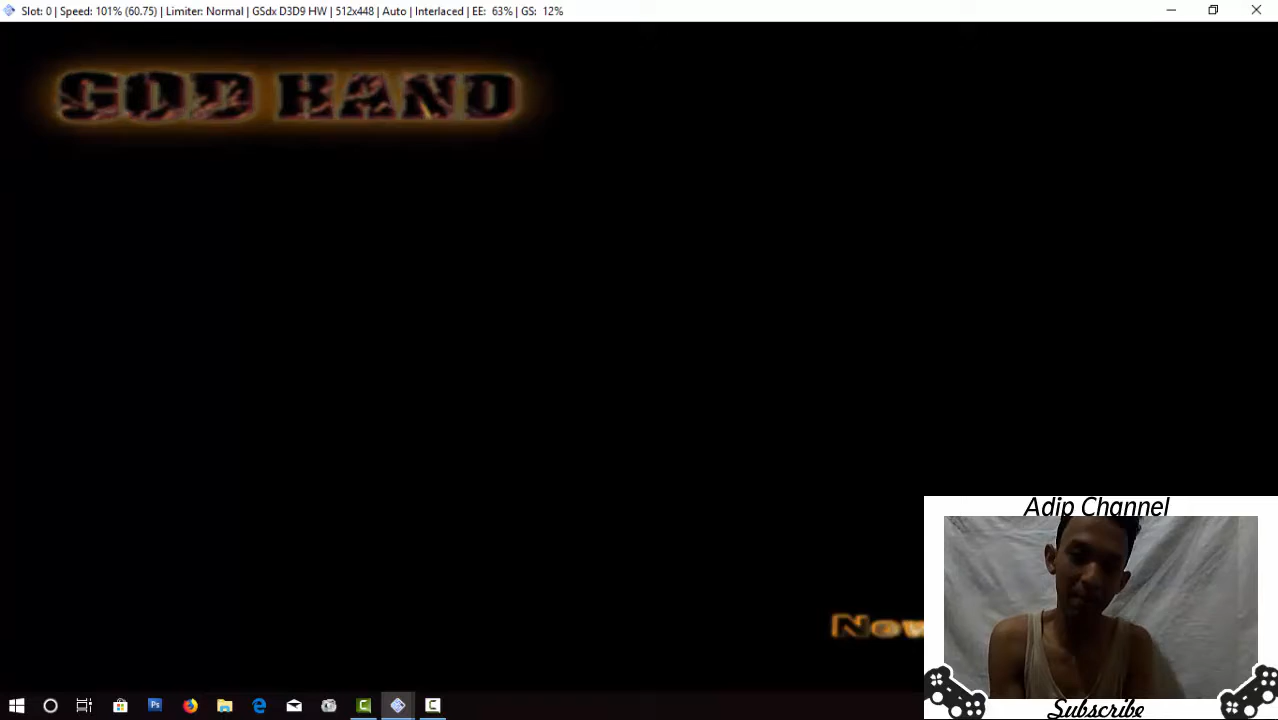 Slot: 0 | Speed: 101% (60.75) | Limiter: Normal | GSdx D3D9 HW | 512x448 | Auto | Interlaced | EE: 63% | GS: 12%
GOD HAND
Adip Channel
Subscribe